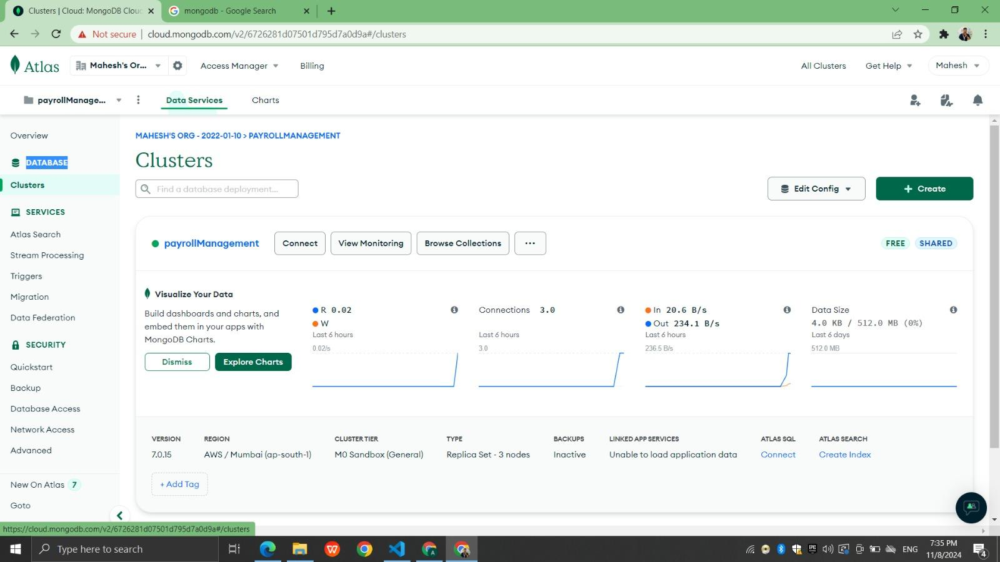 Clusters | Cloud: MongoDB Clou
mongodb - Google Search
Not secure | cloud.mongodb.com/v2/6726281d07501d795d7a0d9a#/clusters
Atlas
Mahesh's Or...
Access Manager
Billing
All Clusters
Get Help
Mahesh
payrollManage...
Data Services
Charts
Overview
DATABASE
Clusters
SERVICES
Atlas Search
Stream Processing
Triggers
Migration
Data Federation
SECURITY
Quickstart
Backup
Database Access
Network Access
Advanced
New On Atlas 7
Goto
MAHESH'S ORG - 2022-01-10 > PAYROLLMANAGEMENT
Clusters
Find a database deployment...
Edit Config
+ Create
payrollManagement
Connect
View Monitoring
Browse Collections
...
FREE
SHARED
Visualize Your Data
Build dashboards and charts, and
embed them in your apps with
MongoDB Charts.
Dismiss
Explore Charts
R 0.02
W
Last 6 hours
0.02/s
Connections 3.0
Last 6 hours
3.0
In 20.6 B/s
Out 234.1 B/s
Last 6 hours
236.5 B/s
Data Size
4.0 KB / 512.0 MB (0%)
Last 6 days
512.0 MB
VERSION
7.0.15
REGION
AWS / Mumbai (ap-south-1)
CLUSTER TIER
M0 Sandbox (General)
TYPE
Replica Set - 3 nodes
BACKUPS
Inactive
LINKED APP SERVICES
Unable to load application data
ATLAS SQL
Connect
ATLAS SEARCH
Create Index
+ Add Tag
https://cloud.mongodb.com/v2/6726281d07501d795d7a0d9a#/clusters
Type here to search
ENG
7:35 PM
11/8/2024
4